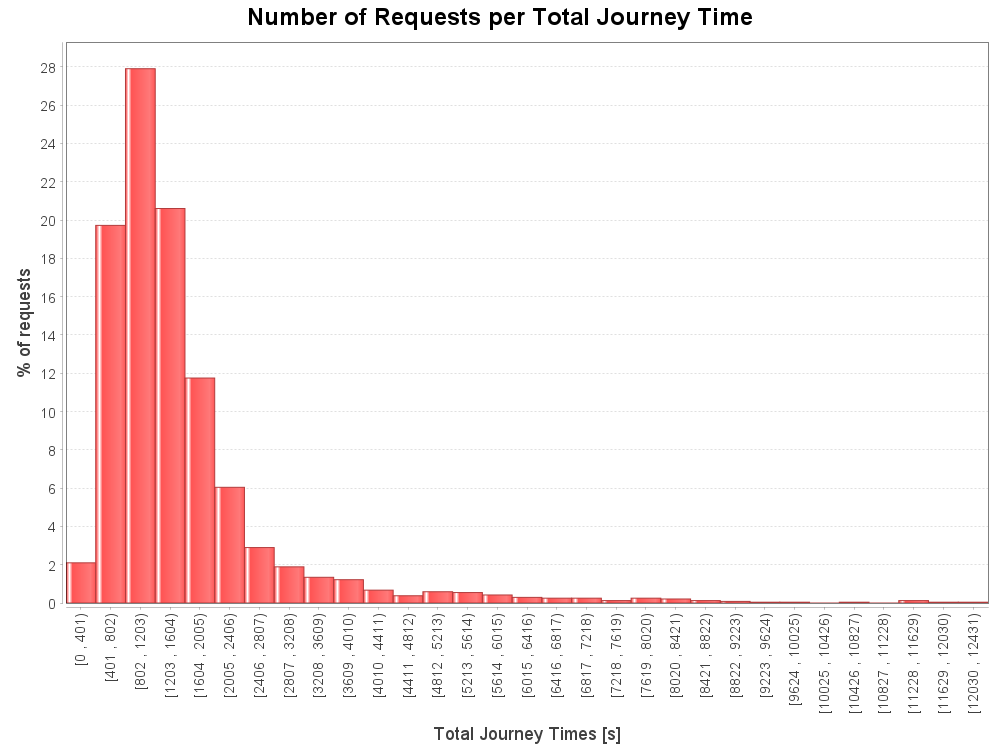 Number of Requests per Total Journey Time
% of requests
28
26
24
22
20
18
16
14
12
10
8
6
4
2
0
[0 , 401)
[401 , 802)
[802 , 1203)
[1203 , 1604)
[1604 , 2005)
[2005 , 2406)
[2406 , 2807)
[2807 , 3208)
[3208 , 3609)
[3609 , 4010)
[4010 , 4411)
[4411 , 4812)
[4812 , 5213)
[5213 , 5614)
[5614 , 6015)
[6015 , 6416)
[6416 , 6817)
[6817 , 7218)
[7218 , 7619)
[7619 , 8020)
[8020 , 8421)
[8421 , 8822)
[8822 , 9223)
[9223 , 9624)
[9624 , 10025)
[10025 , 10426)
[10426 , 10827)
[10827 , 11228)
[11228 , 11629)
[11629 , 12030)
[12030 , 12431)
Total Journey Times [s]